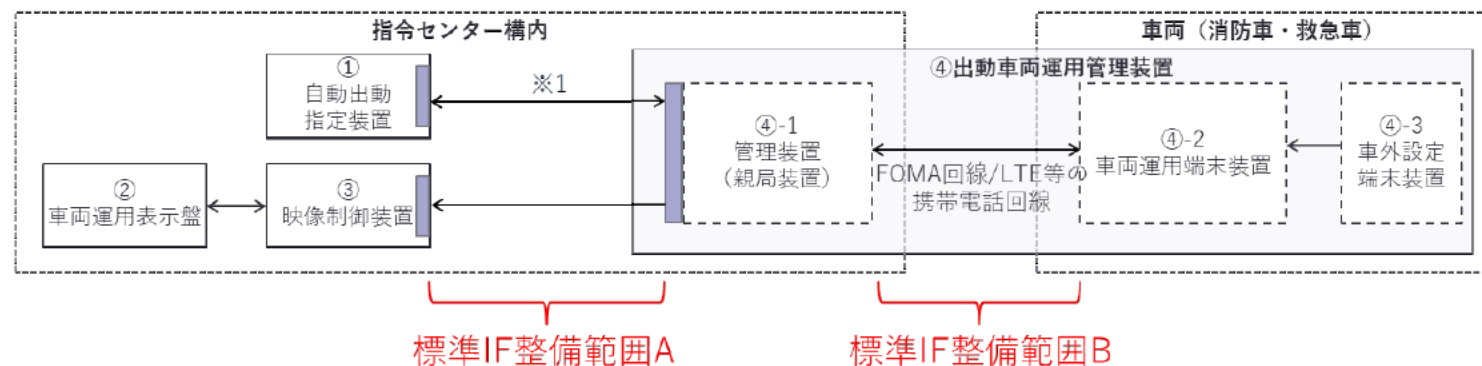 指令センター構内
車両（消防車・救急車）
④出動車両運用管理装置
①
自動出動
指定装置
※1
④-1
管理装置
（親局装置）
FOMA回線/LTE等の
携帯電話回線
④-2
車両運用端末装置
④-3
車外設定
端末装置
②
車両運用表示盤
③
映像制御装置
標準IF整備範囲A
標準IF整備範囲B